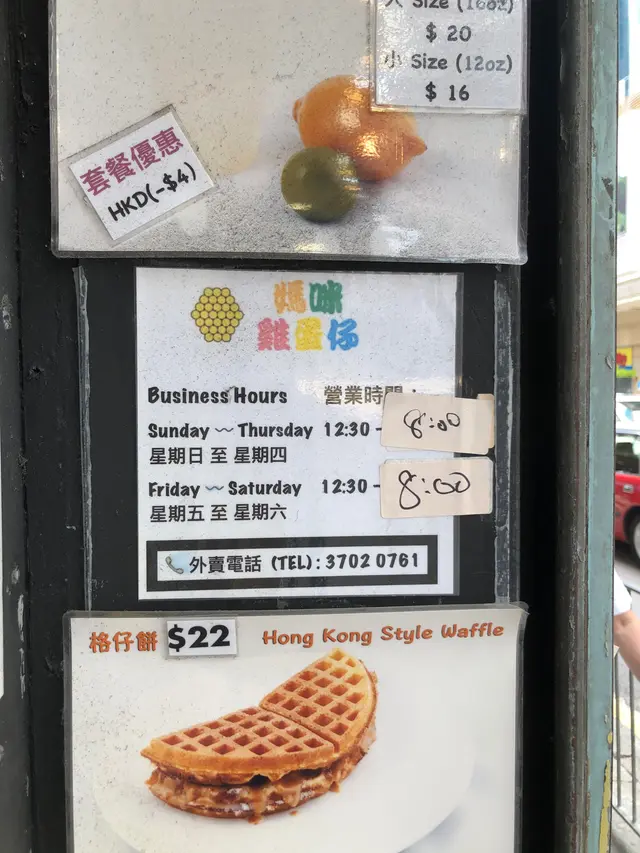 大 Size (16oz)
$ 20
小 Size (12oz)
$ 16
套餐優惠
HKD(-$4)
媽咪
雞蛋仔
Business Hours 營業時間:
Sunday ~ Thursday 12:30 - 8:00
星期日 至 星期四
Friday ~ Saturday 12:30 - 8:00
星期五 至 星期六
外賣電話 (TEL): 3702 0761
格仔餅 $22 Hong Kong Style Waffle